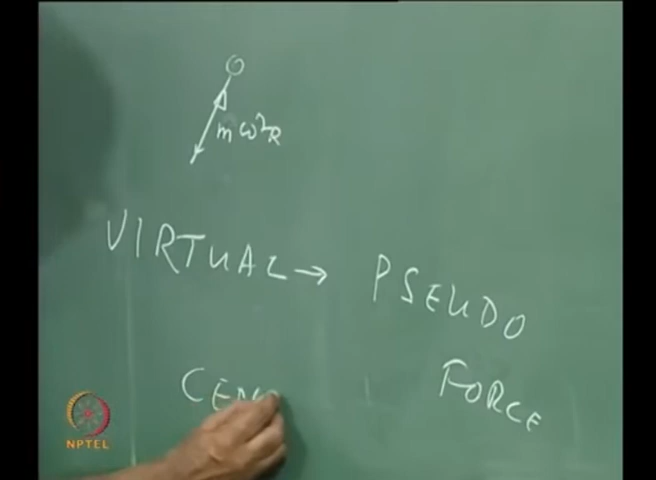 mω²R
VIRTUAL → PSEUDO
FORCE
CEN
NPTEL